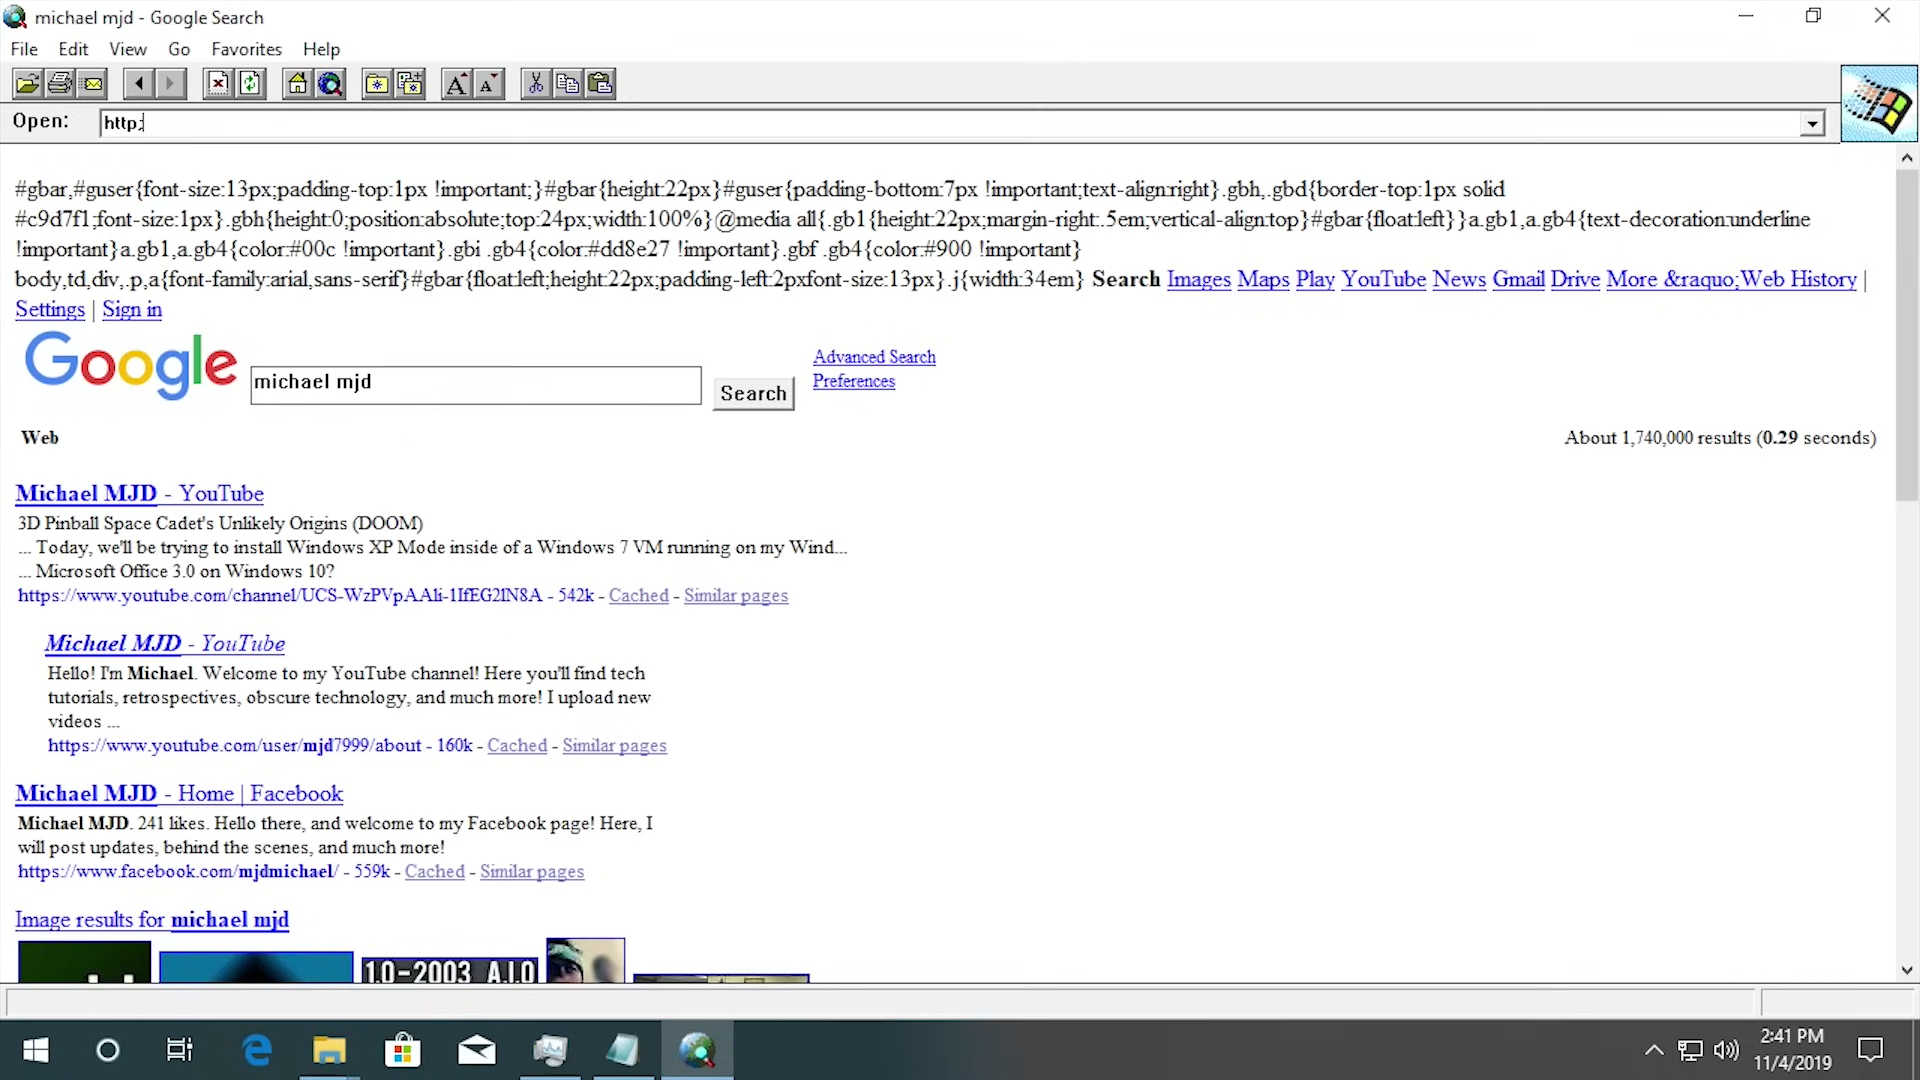 michael mjd - Google Search
File Edit View Go Favorites Help
A A
Open: http;
#gbar,#guser{font-size:13px;padding-top:1px !important;}#gbar{height:22px}#guser{padding-bottom:7px !important;text-align:right}.gbh,.gbd{border-top:1px solid
#c9d7f1;font-size:1px}.gbh{height:0;position:absolute;top:24px;width:100%}@media all{.gb1{height:22px;margin-right:.5em;vertical-align:top}#gbar{float:left}}a.gb1,a.gb4{text-decoration:underline
!important}a.gb1,a.gb4{color:#00c !important}.gbi .gb4{color:#dd8e27 !important}.gbf .gb4{color:#900 !important}
body,td,div,.p,a{font-family:arial,sans-serif}#gbar{float:left;height:22px;padding-left:2pxfont-size:13px}.j{width:34em} Search Images Maps Play YouTube News Gmail Drive More &raquo;Web History |
Settings | Sign in
Google michael mjd Search
Advanced Search
Preferences
Web About 1,740,000 results (0.29 seconds)
Michael MJD - YouTube
3D Pinball Space Cadet's Unlikely Origins (DOOM)
... Today, we'll be trying to install Windows XP Mode inside of a Windows 7 VM running on my Wind...
... Microsoft Office 3.0 on Windows 10?
https://www.youtube.com/channel/UCS-WzPVpAAli-1IfEG2lN8A - 542k - Cached - Similar pages
Michael MJD - YouTube
Hello! I'm Michael. Welcome to my YouTube channel! Here you'll find tech
tutorials, retrospectives, obscure technology, and much more! I upload new
videos ...
https://www.youtube.com/user/mjd7999/about - 160k - Cached - Similar pages
Michael MJD - Home | Facebook
Michael MJD. 241 likes. Hello there, and welcome to my Facebook page! Here, I
will post updates, behind the scenes, and much more!
https://www.facebook.com/mjdmichael/ - 559k - Cached - Similar pages
Image results for michael mjd
1.0-2003 A.I.O
2:41 PM
11/4/2019